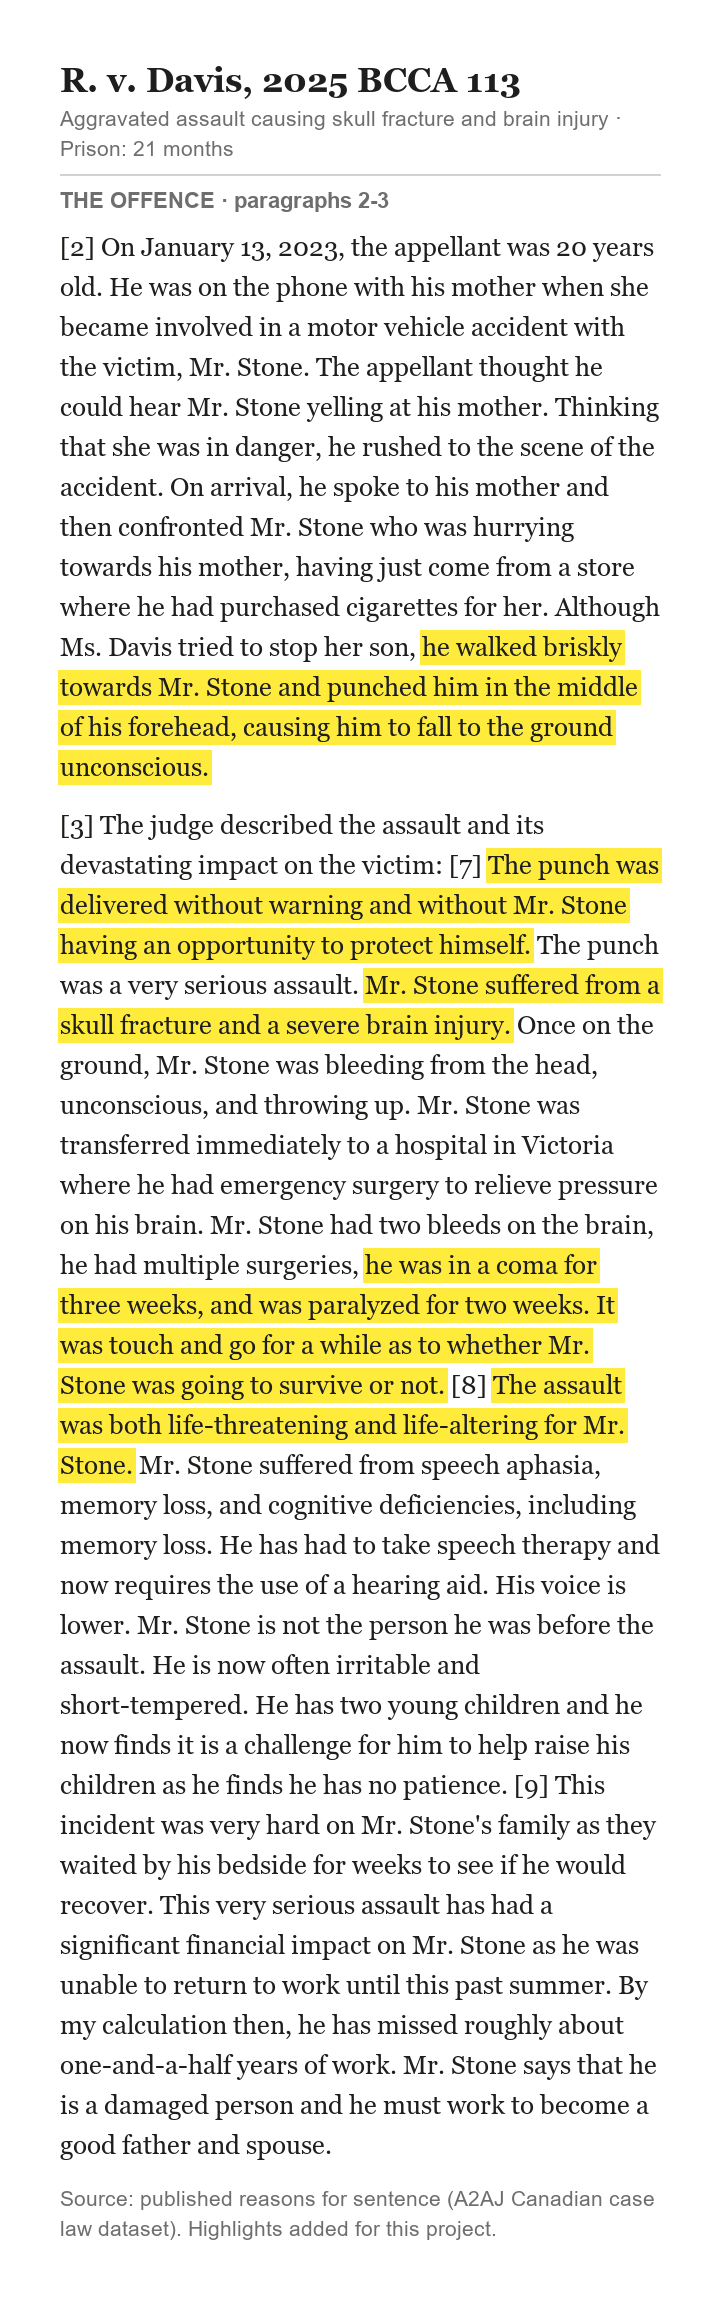 R. v. Davis, 2025 BCCA 113
Aggravated assault causing skull fracture and brain injury ·
Prison: 21 months
THE OFFENCE · paragraphs 2-3
[2] On January 13, 2023, the appellant was 20 years
old. He was on the phone with his mother when she
became involved in a motor vehicle accident with
the victim, Mr. Stone. The appellant thought he
could hear Mr. Stone yelling at his mother. Thinking
that she was in danger, he rushed to the scene of the
accident. On arrival, he spoke to his mother and
then confronted Mr. Stone who was hurrying
towards his mother, having just come from a store
where he had purchased cigarettes for her. Although
Ms. Davis tried to stop her son, he walked briskly
towards Mr. Stone and punched him in the middle
of his forehead, causing him to fall to the ground
unconscious.
[3] The judge described the assault and its
devastating impact on the victim: [7] The punch was
delivered without warning and without Mr. Stone
having an opportunity to protect himself. The punch
was a very serious assault. Mr. Stone suffered from a
skull fracture and a severe brain injury. Once on the
ground, Mr. Stone was bleeding from the head,
unconscious, and throwing up. Mr. Stone was
transferred immediately to a hospital in Victoria
where he had emergency surgery to relieve pressure
on his brain. Mr. Stone had two bleeds on the brain,
he had multiple surgeries, he was in a coma for
three weeks, and was paralyzed for two weeks. It
was touch and go for a while as to whether Mr.
Stone was going to survive or not. [8] The assault
was both life-threatening and life-altering for Mr.
Stone. Mr. Stone suffered from speech aphasia,
memory loss, and cognitive deficiencies, including
memory loss. He has had to take speech therapy and
now requires the use of a hearing aid. His voice is
lower. Mr. Stone is not the person he was before the
assault. He is now often irritable and
short-tempered. He has two young children and he
now finds it is a challenge for him to help raise his
children as he finds he has no patience. [9] This
incident was very hard on Mr. Stone's family as they
waited by his bedside for weeks to see if he would
recover. This very serious assault has had a
significant financial impact on Mr. Stone as he was
unable to return to work until this past summer. By
my calculation then, he has missed roughly about
one-and-a-half years of work. Mr. Stone says that he
is a damaged person and he must work to become a
good father and spouse.
Source: published reasons for sentence (A2AJ Canadian case
law dataset). Highlights added for this project.